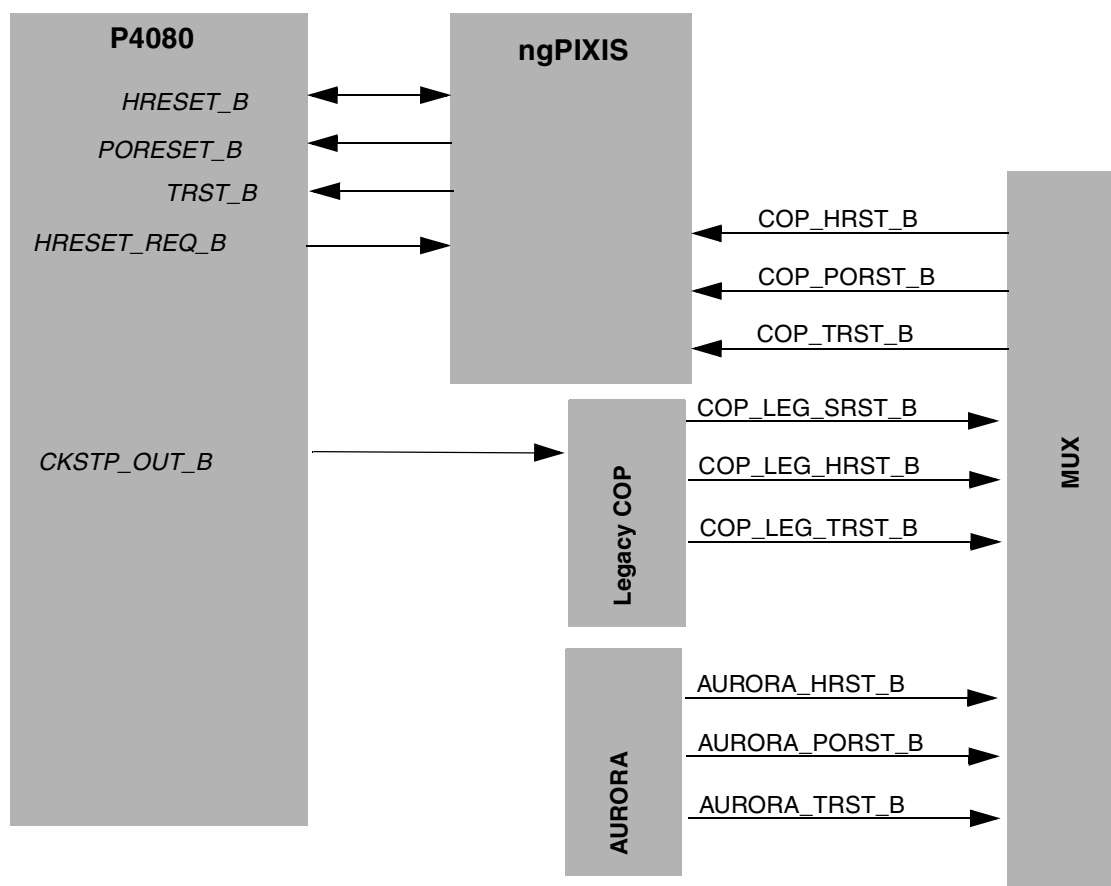 P4080
ngPIXIS
HRESET_B
PORESET_B
TRST_B
HRESET_REQ_B
COP_HRST_B
COP_PORST_B
COP_TRST_B
CKSTP_OUT_B
Legacy COP
COP_LEG_SRST_B
COP_LEG_HRST_B
COP_LEG_TRST_B
MUX
AURORA
AURORA_HRST_B
AURORA_PORST_B
AURORA_TRST_B